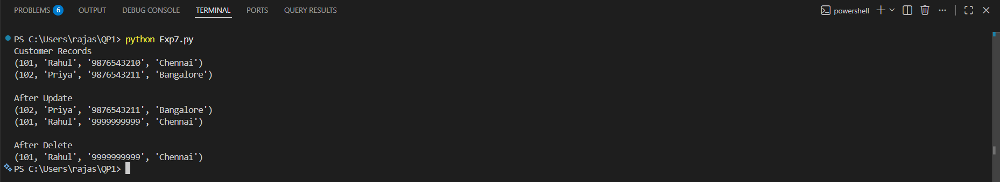 PROBLEMS 6 OUTPUT DEBUG CONSOLE TERMINAL PORTS QUERY RESULTS powershell
PS C:\Users\rajas\QP1> python Exp7.py
Customer Records
(101, 'Rahul', '9876543210', 'Chennai')
(102, 'Priya', '9876543211', 'Bangalore')
After Update
(102, 'Priya', '9876543211', 'Bangalore')
(101, 'Rahul', '9999999999', 'Chennai')
After Delete
(101, 'Rahul', '9999999999', 'Chennai')
PS C:\Users\rajas\QP1>